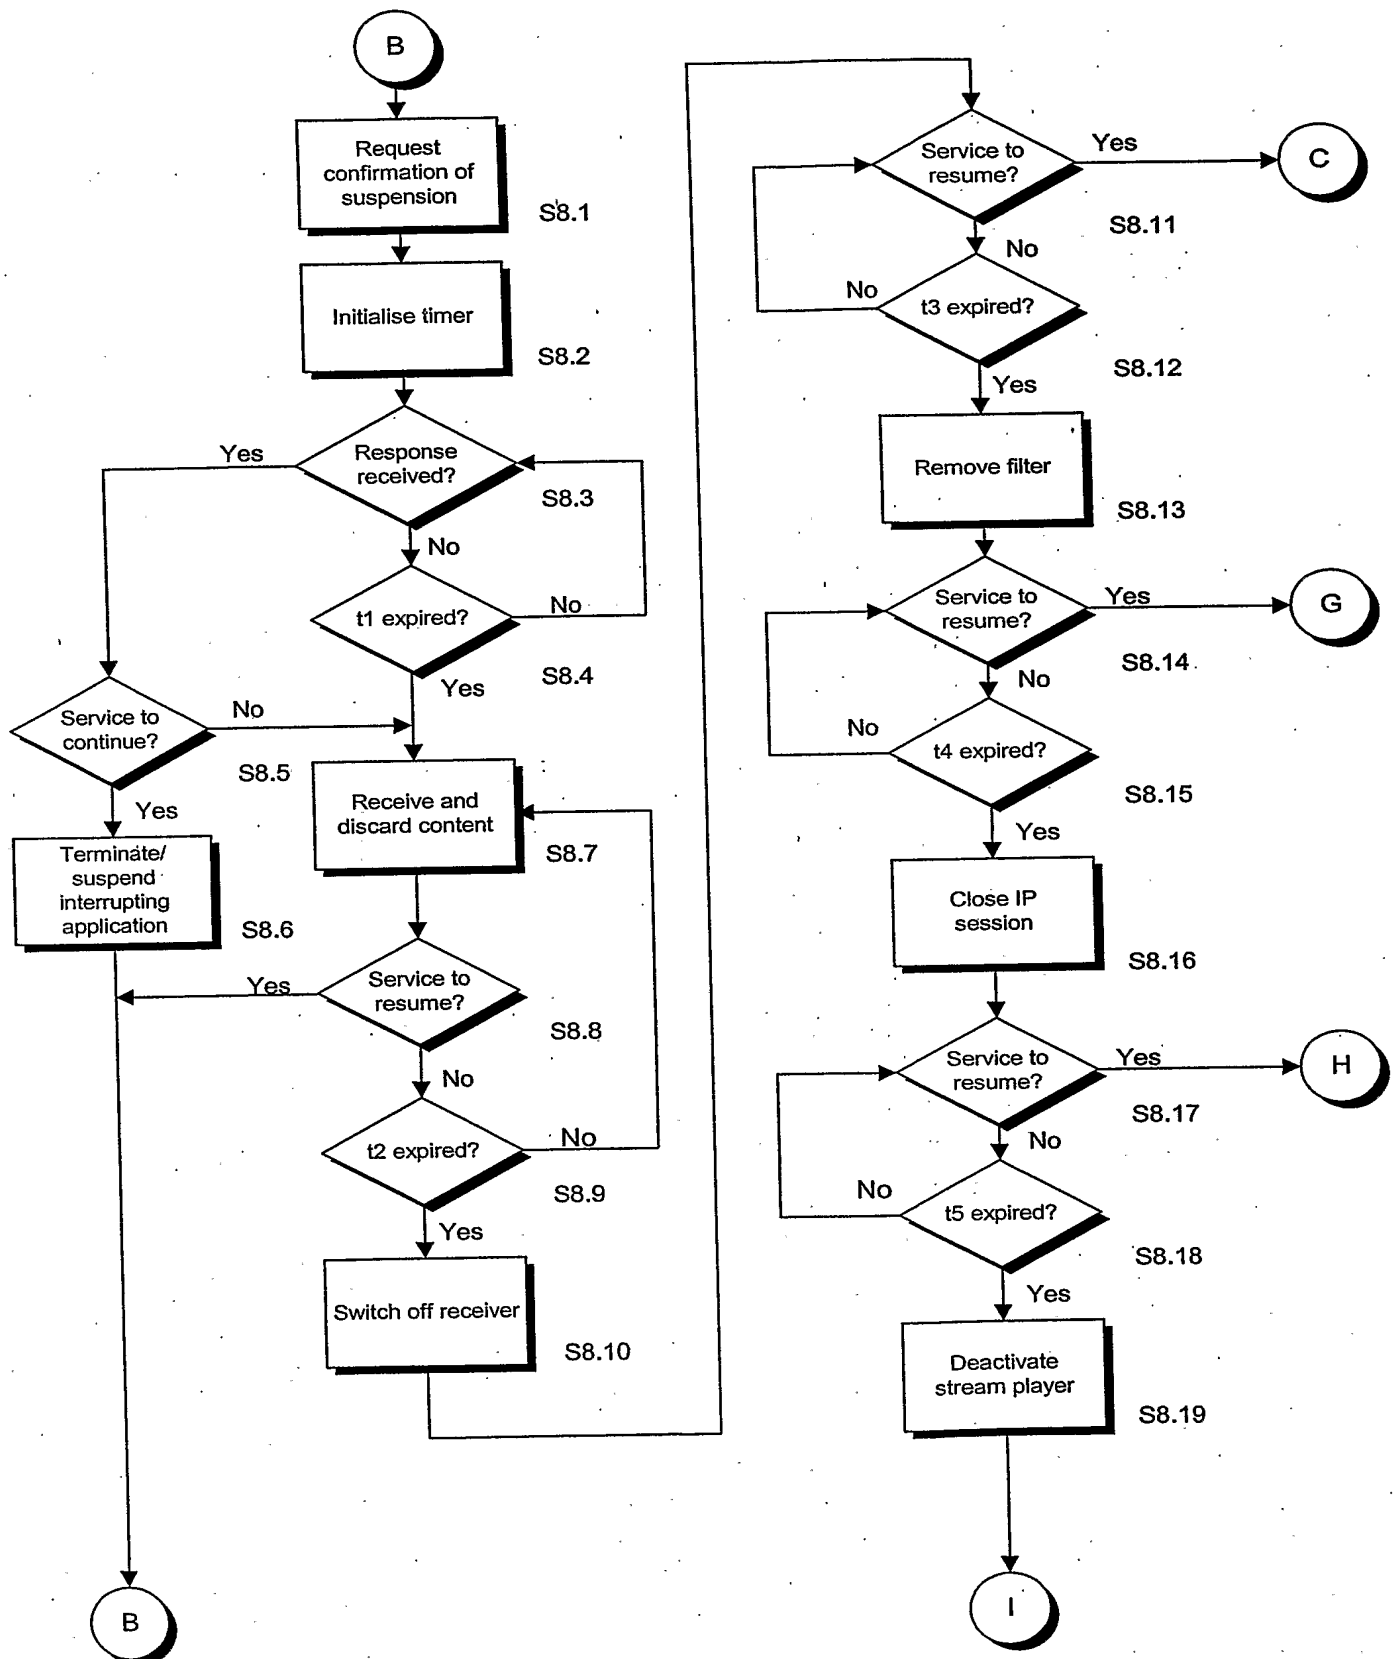 B
Request
confirmation of
suspension
S8.1
Initialise timer
S8.2
Response
received?
Yes
S8.3
No
t1 expired?
No
S8.4
Yes
Service to
continue?
No
S8.5
Yes
Terminate/
suspend
interrupting
application
S8.6
Receive and
discard content
S8.7
Service to
resume?
Yes
S8.8
No
t2 expired?
No
S8.9
Yes
Switch off receiver
S8.10
B
Service to
resume?
Yes
C
S8.11
No
t3 expired?
No
S8.12
Yes
Remove filter
S8.13
Service to
resume?
Yes
G
S8.14
No
t4 expired?
No
S8.15
Yes
Close IP
session
S8.16
Service to
resume?
Yes
H
S8.17
No
t5 expired?
No
S8.18
Yes
Deactivate
stream player
S8.19
I